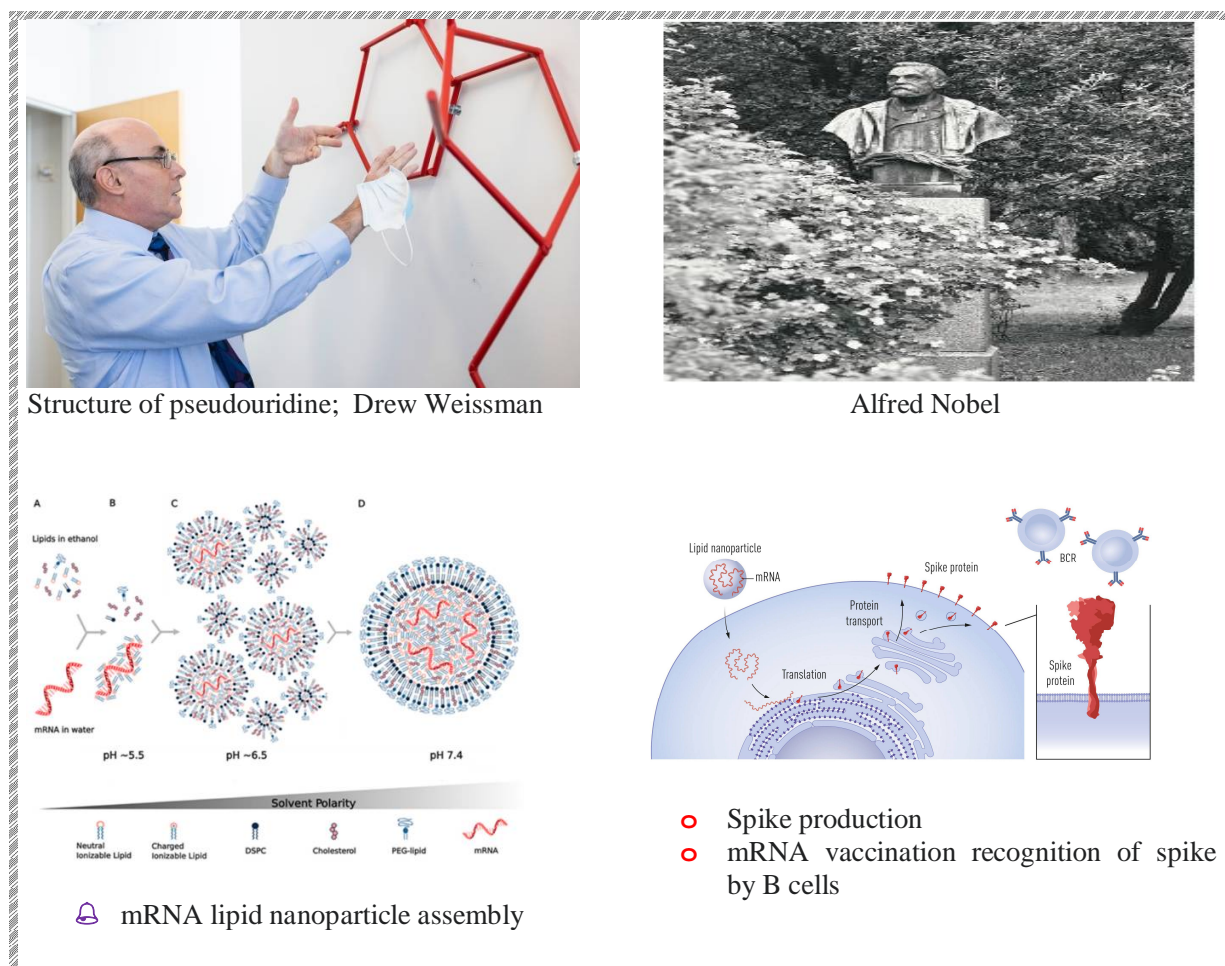 Structure of pseudouridine; Drew Weissman
Alfred Nobel
A
B
C
D
Lipids in ethanol
mRNA in water
pH ~5.5
pH ~6.5
pH 7.4
Solvent Polarity
Neutral
Ionizable Lipid
Charged
Ionizable Lipid
DSPC
Cholesterol
PEG-lipid
mRNA
mRNA lipid nanoparticle assembly
Lipid nanoparticle
mRNA
Spike protein
BCR
Protein
transport
Translation
Spike
protein
Spike production
mRNA vaccination recognition of spike
by B cells